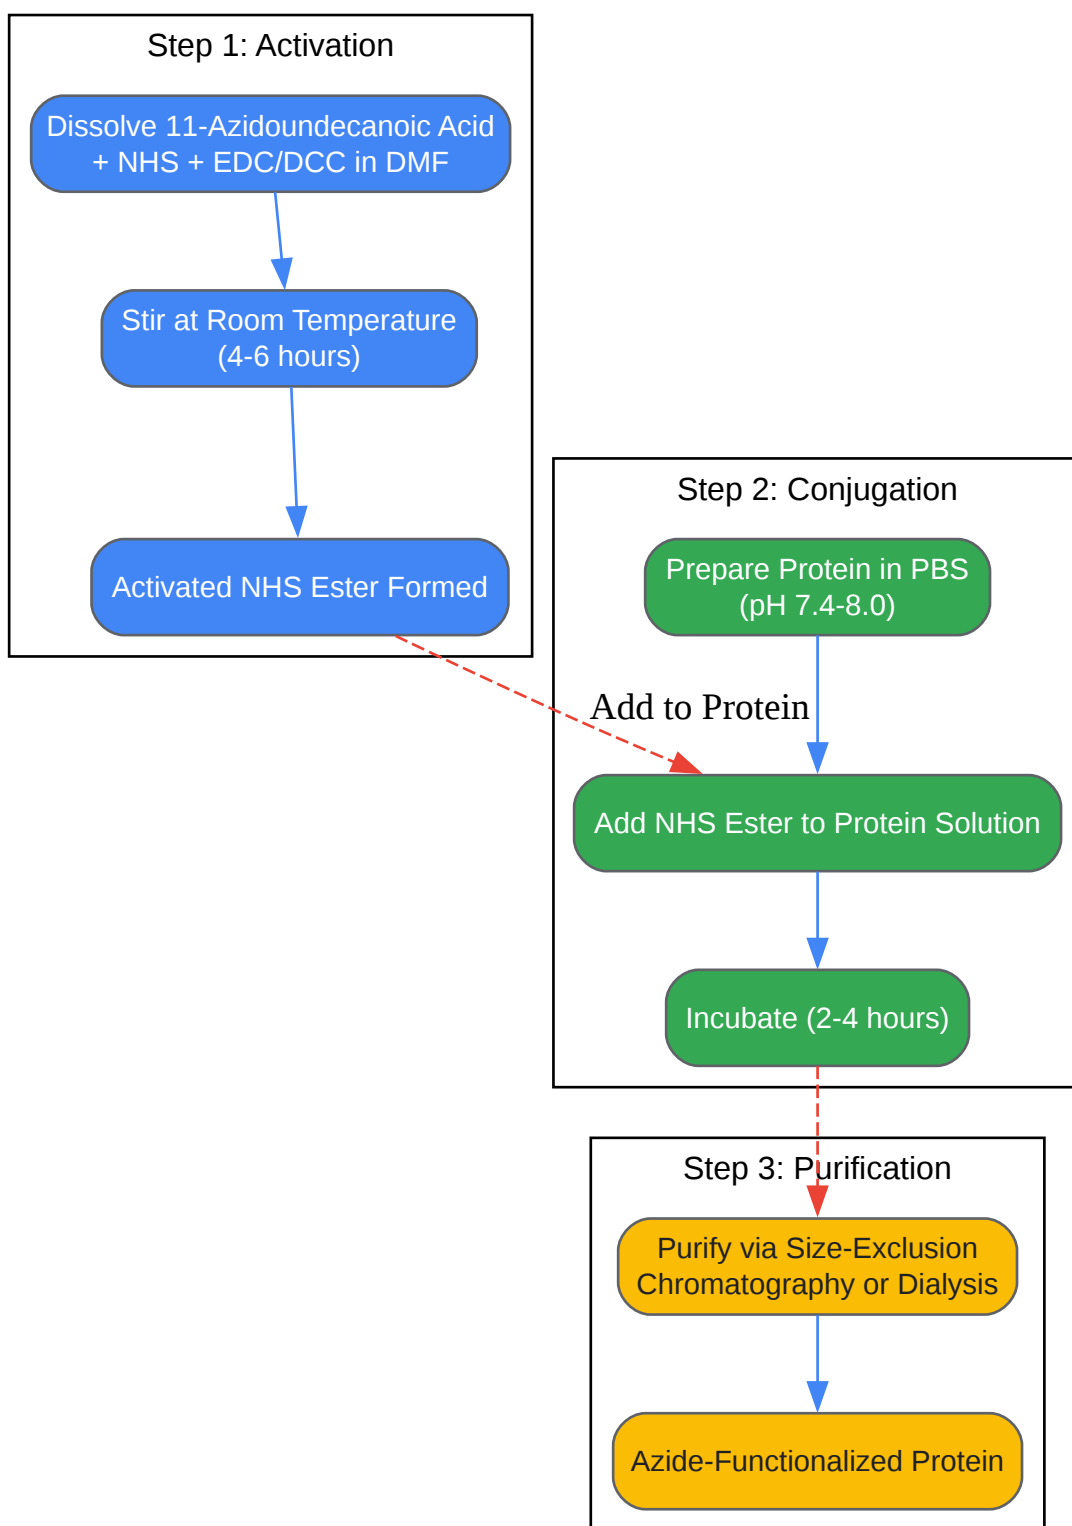 Step 1: Activation
Dissolve 11-Azidoundecanoic Acid
+ NHS + EDC/DCC in DMF
Stir at Room Temperature
(4-6 hours)
Activated NHS Ester Formed
Step 2: Conjugation
Prepare Protein in PBS
(pH 7.4-8.0)
Add to Protein
Add NHS Ester to Protein Solution
Incubate (2-4 hours)
Step 3: Purification
Purify via Size-Exclusion
Chromatography or Dialysis
Azide-Functionalized Protein